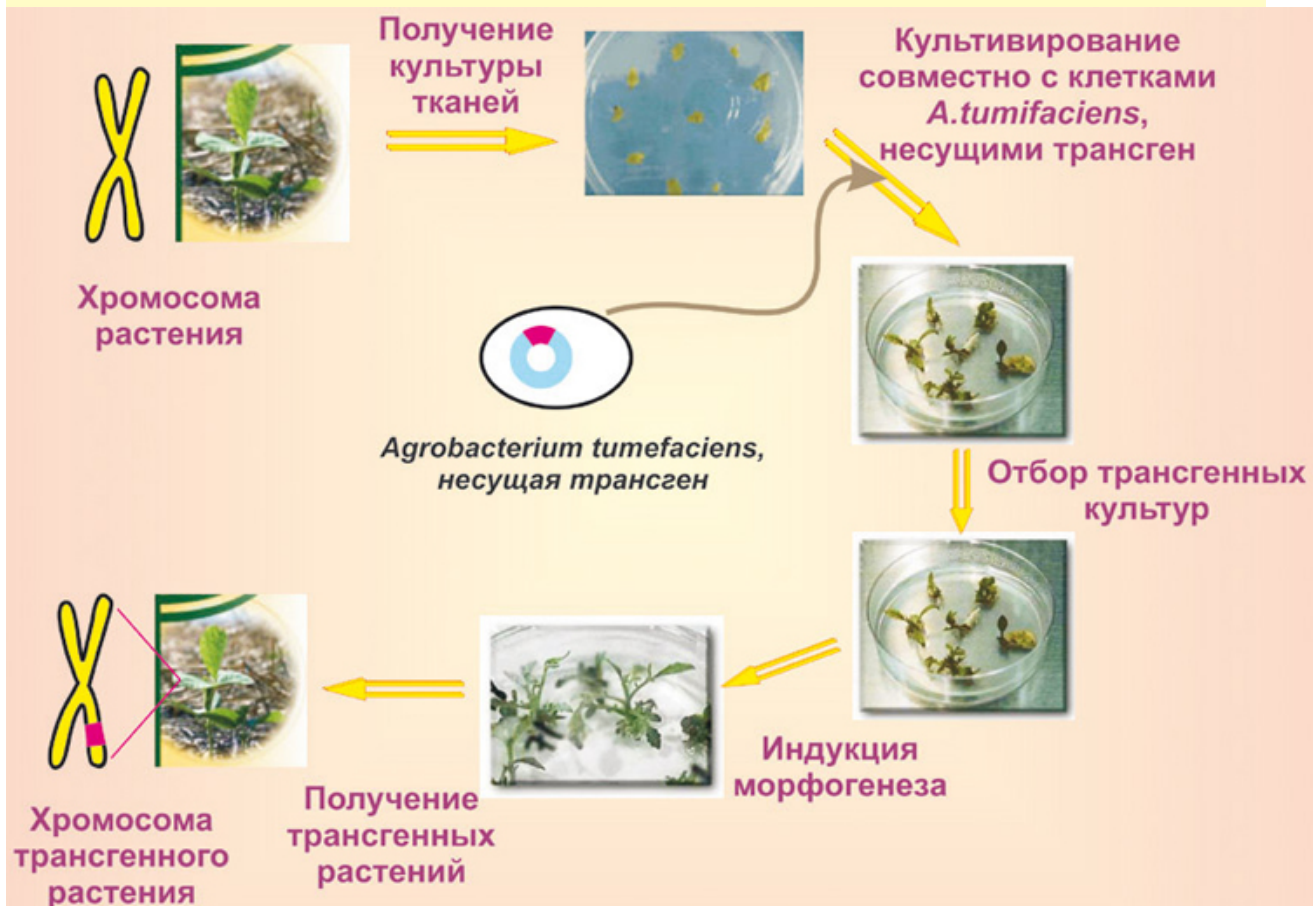 Получение
культуры
тканей
Культивирование
совместно с клетками
A.tumifaciens,
несущими трансген
Хромосома
растения
Agrobacterium tumefaciens,
несущая трансген
Отбор трансгенных
культур
Индукция
морфогенеза
Получение
трансгенных
растений
Хромосома
трансгенного
растения